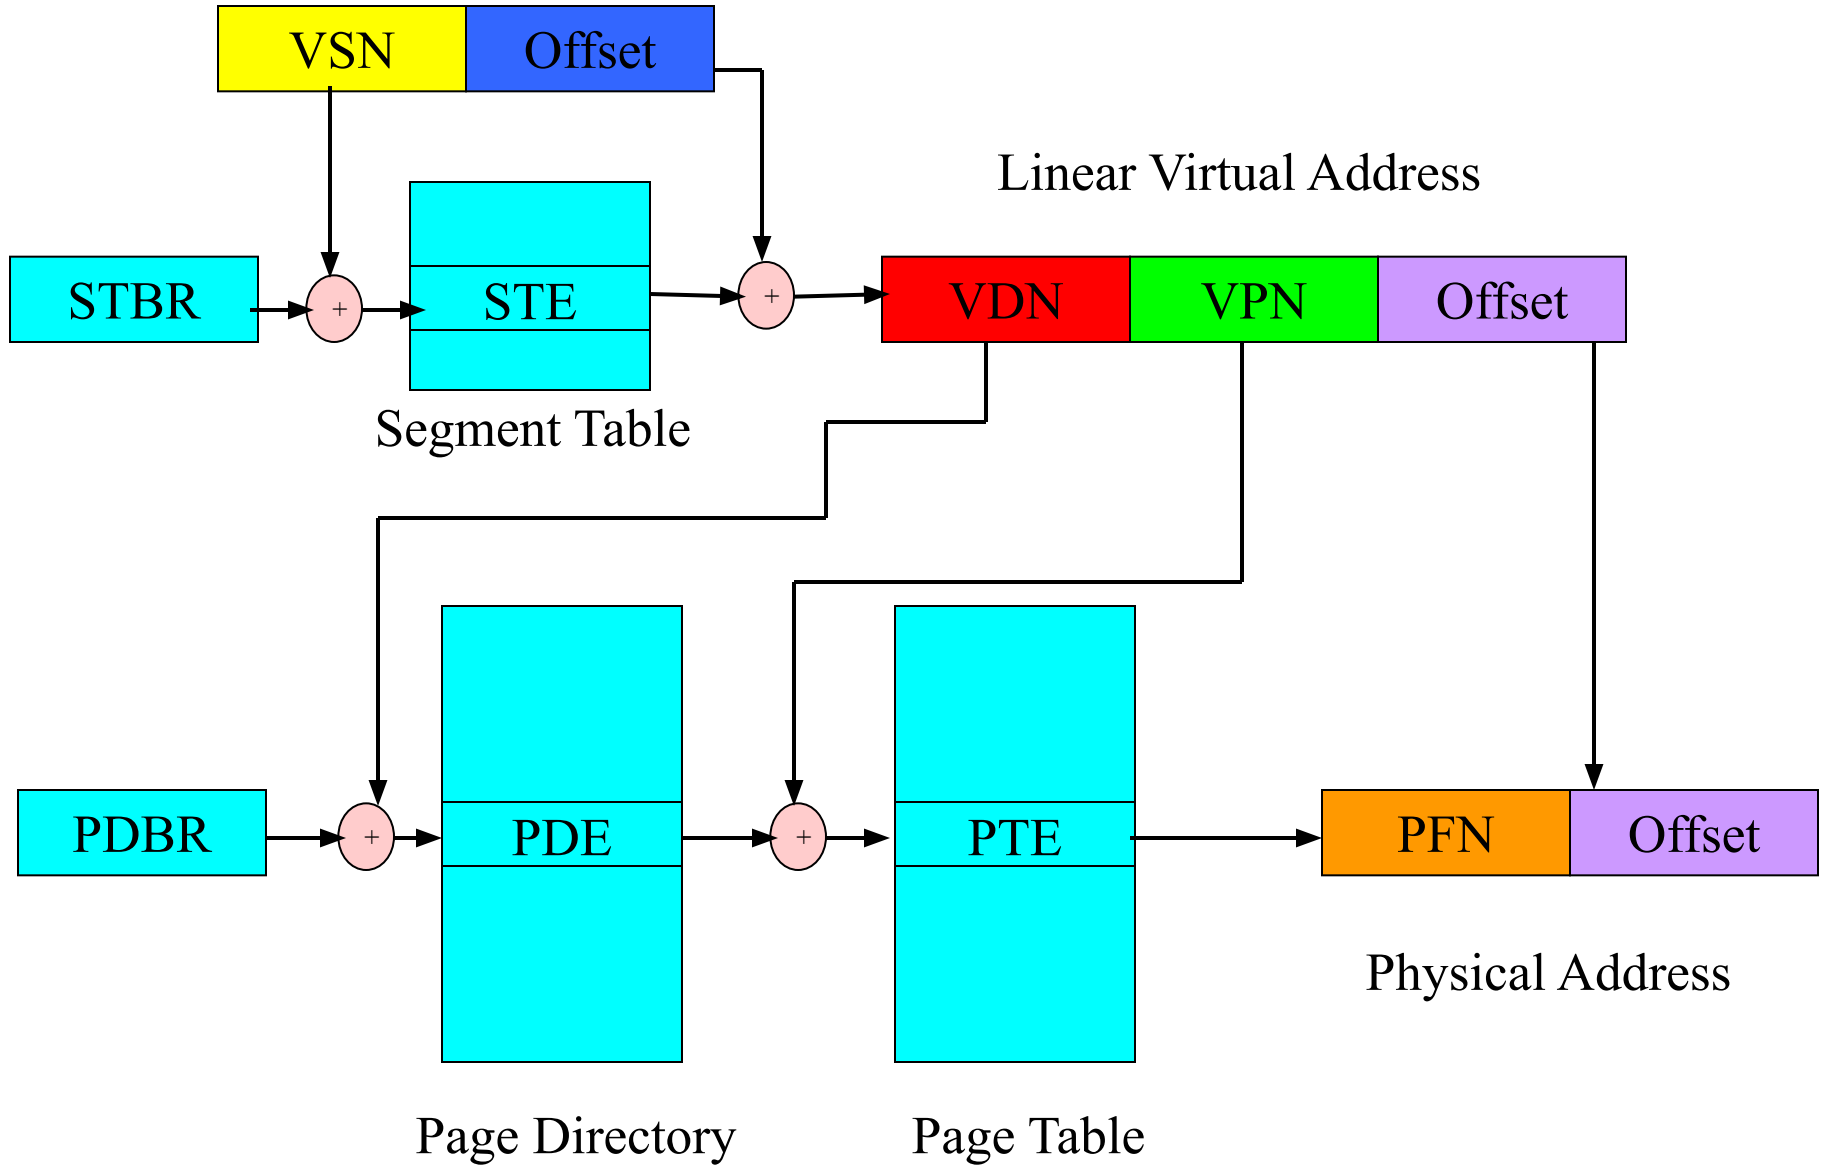 VSN Offset
Linear Virtual Address
STBR + STE + VDN VPN Offset
Segment Table
PDBR + PDE + PTE PFN Offset
Physical Address
Page Directory Page Table